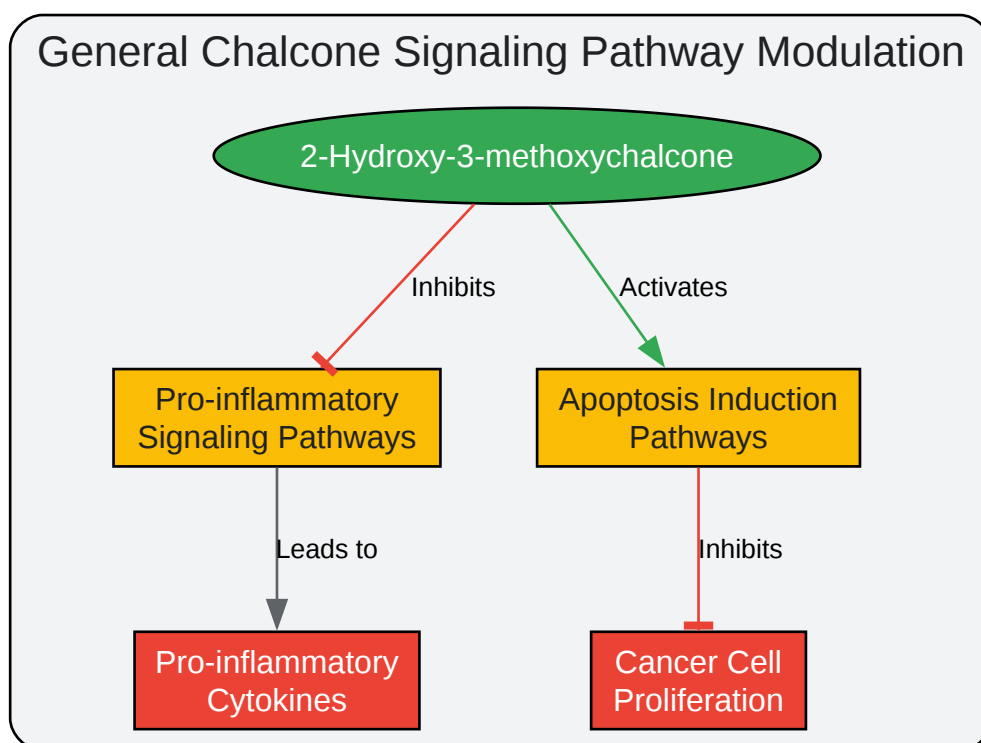 General Chalcone Signaling Pathway Modulation
2-Hydroxy-3-methoxychalcone
Inhibits
Activates
Pro-inflammatory
Signaling Pathways
Apoptosis Induction
Pathways
Leads to
Inhibits
Pro-inflammatory
Cytokines
Cancer Cell
Proliferation